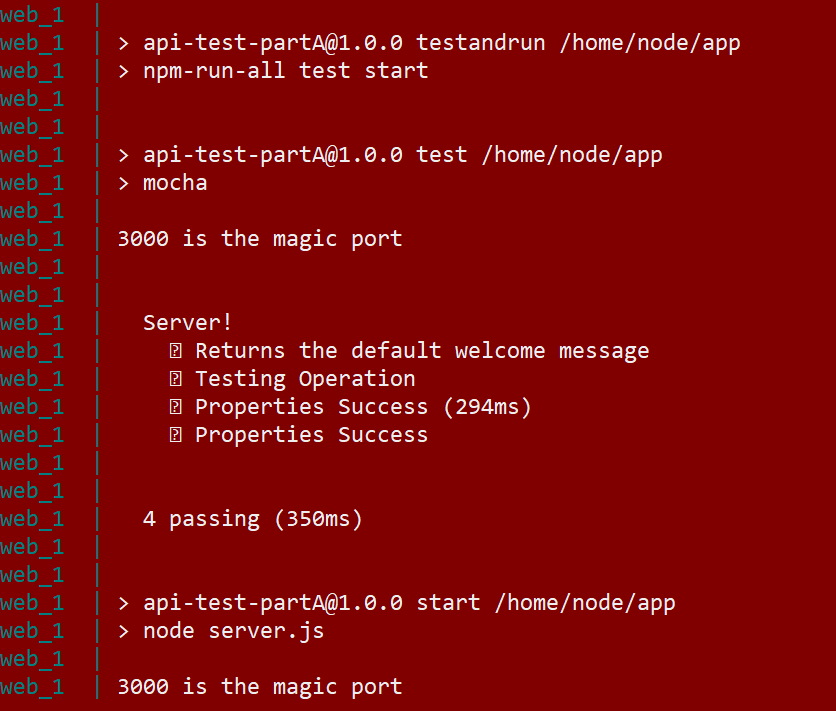 web_1 |
web_1 | > api-test-partA@1.0.0 testandrun /home/node/app
web_1 | > npm-run-all test start
web_1 |
web_1 |
web_1 | > api-test-partA@1.0.0 test /home/node/app
web_1 | > mocha
web_1 |
web_1 | 3000 is the magic port
web_1 |
web_1 |
web_1 | Server!
web_1 | ⍰ Returns the default welcome message
web_1 | ⍰ Testing Operation
web_1 | ⍰ Properties Success (294ms)
web_1 | ⍰ Properties Success
web_1 |
web_1 |
web_1 | 4 passing (350ms)
web_1 |
web_1 |
web_1 | > api-test-partA@1.0.0 start /home/node/app
web_1 | > node server.js
web_1 |
web_1 | 3000 is the magic port